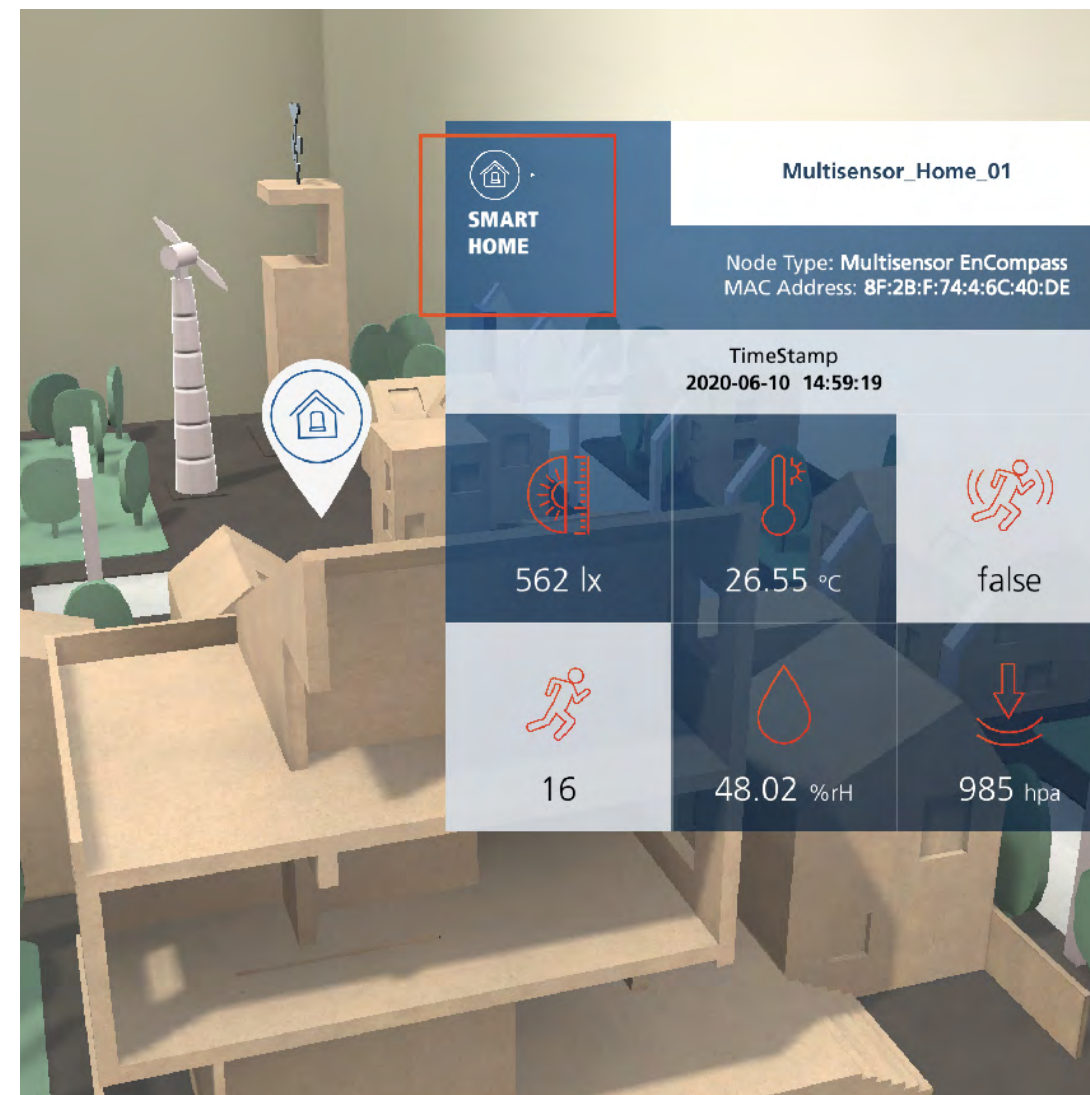 SMART
HOME
Multisensor_Home_01
Node Type: Multisensor EnCompass
MAC Address: 8F:2B:F:74:4:6C:40:DE
TimeStamp
2020-06-10 14:59:19
562 lx
26.55 °C
false
16
48.02 %rH
985 hpa